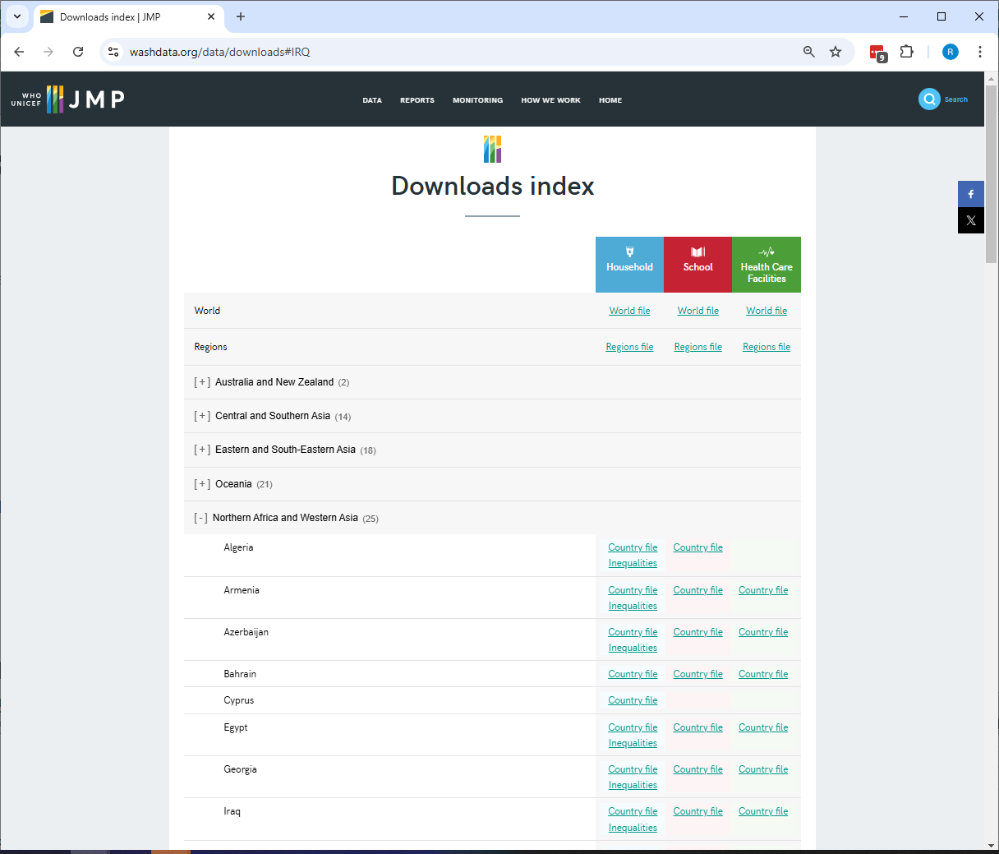 Downloads index | JMP
washdata.org/data/downloads#IRQ
9
R
WHO
UNICEF
JMP
DATA REPORTS MONITORING HOW WE WORK HOME
Search
Downloads index
Household School Health Care
Facilities
World World file World file World file
Regions Regions file Regions file Regions file
[+] Australia and New Zealand (2)
[+] Central and Southern Asia (14)
[+] Eastern and South-Eastern Asia (18)
[+] Oceania (21)
[-] Northern Africa and Western Asia (25)
Algeria Country file Country file
Inequalities
Armenia Country file Country file Country file
Inequalities
Azerbaijan Country file Country file Country file
Inequalities
Bahrain Country file Country file Country file
Cyprus Country file
Egypt Country file Country file Country file
Inequalities
Georgia Country file Country file Country file
Inequalities
Iraq Country file Country file Country file
Inequalities